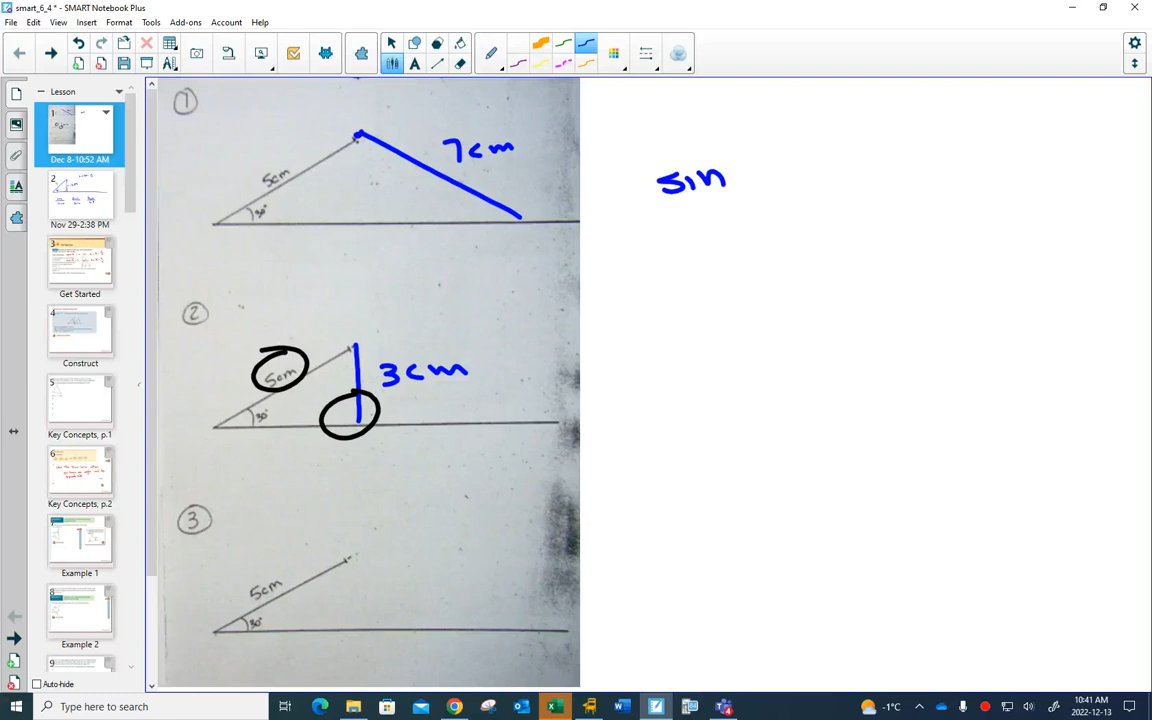 smart_6_4 * - SMART Notebook Plus
File Edit View Insert Format Tools Add-ons Account Help
Lesson
1
Dec 8-10:52 AM
2
Nov 29-2:38 PM
3
Get Started
4
Construct
5
Key Concepts, p.1
6
Key Concepts, p.2
7
Example 1
8
Example 2
9
Auto-hide
1
5cm
30°
7cm
sin
2
5cm
30°
3cm
3
5cm
30°
Type here to search
-1°C
10:41 AM
2022-12-13